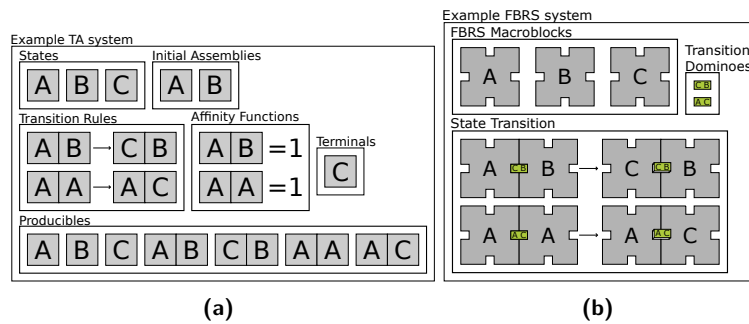 Example TA system
States
Initial Assemblies
A B C
A B
Transition Rules
Affinity Functions
Terminals
A B → C B
A A → A C
A B =1
A A =1
C
Producibles
A B C A B C B A A A C
(a)
Example FBRS system
FBRS Macroblocks
Transition
Dominoes
A B C
C B
A C
State Transition
A C B B → C C B B
A A C A → A A C C
(b)